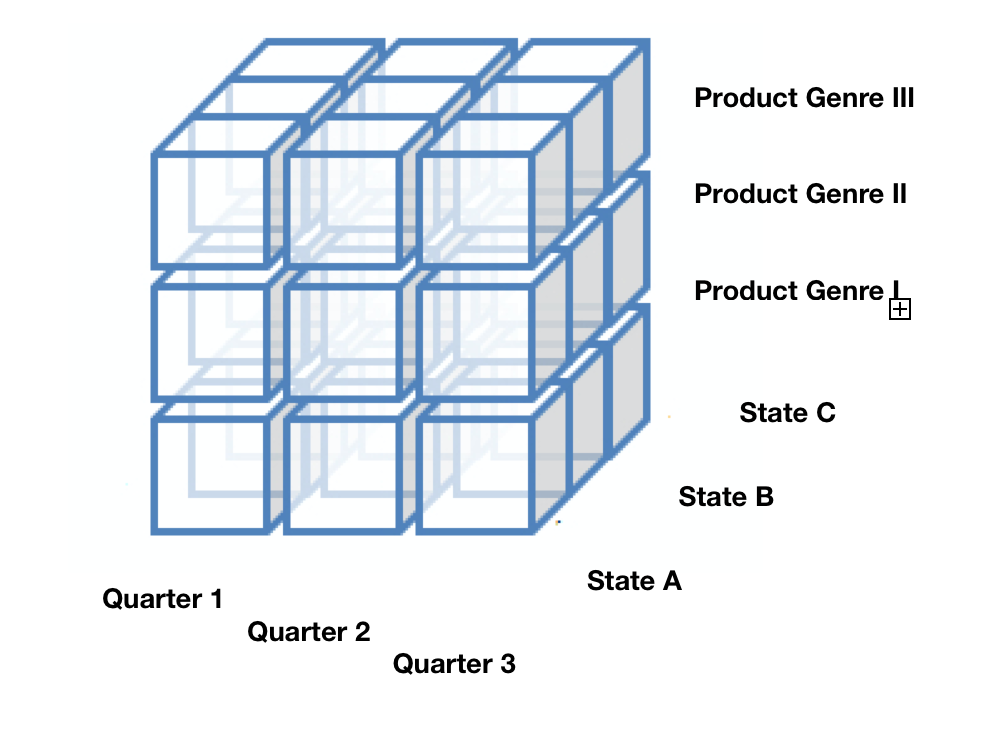 Product Genre III
Product Genre II
Product Genre I
State C
State B
State A
Quarter 1
Quarter 2
Quarter 3